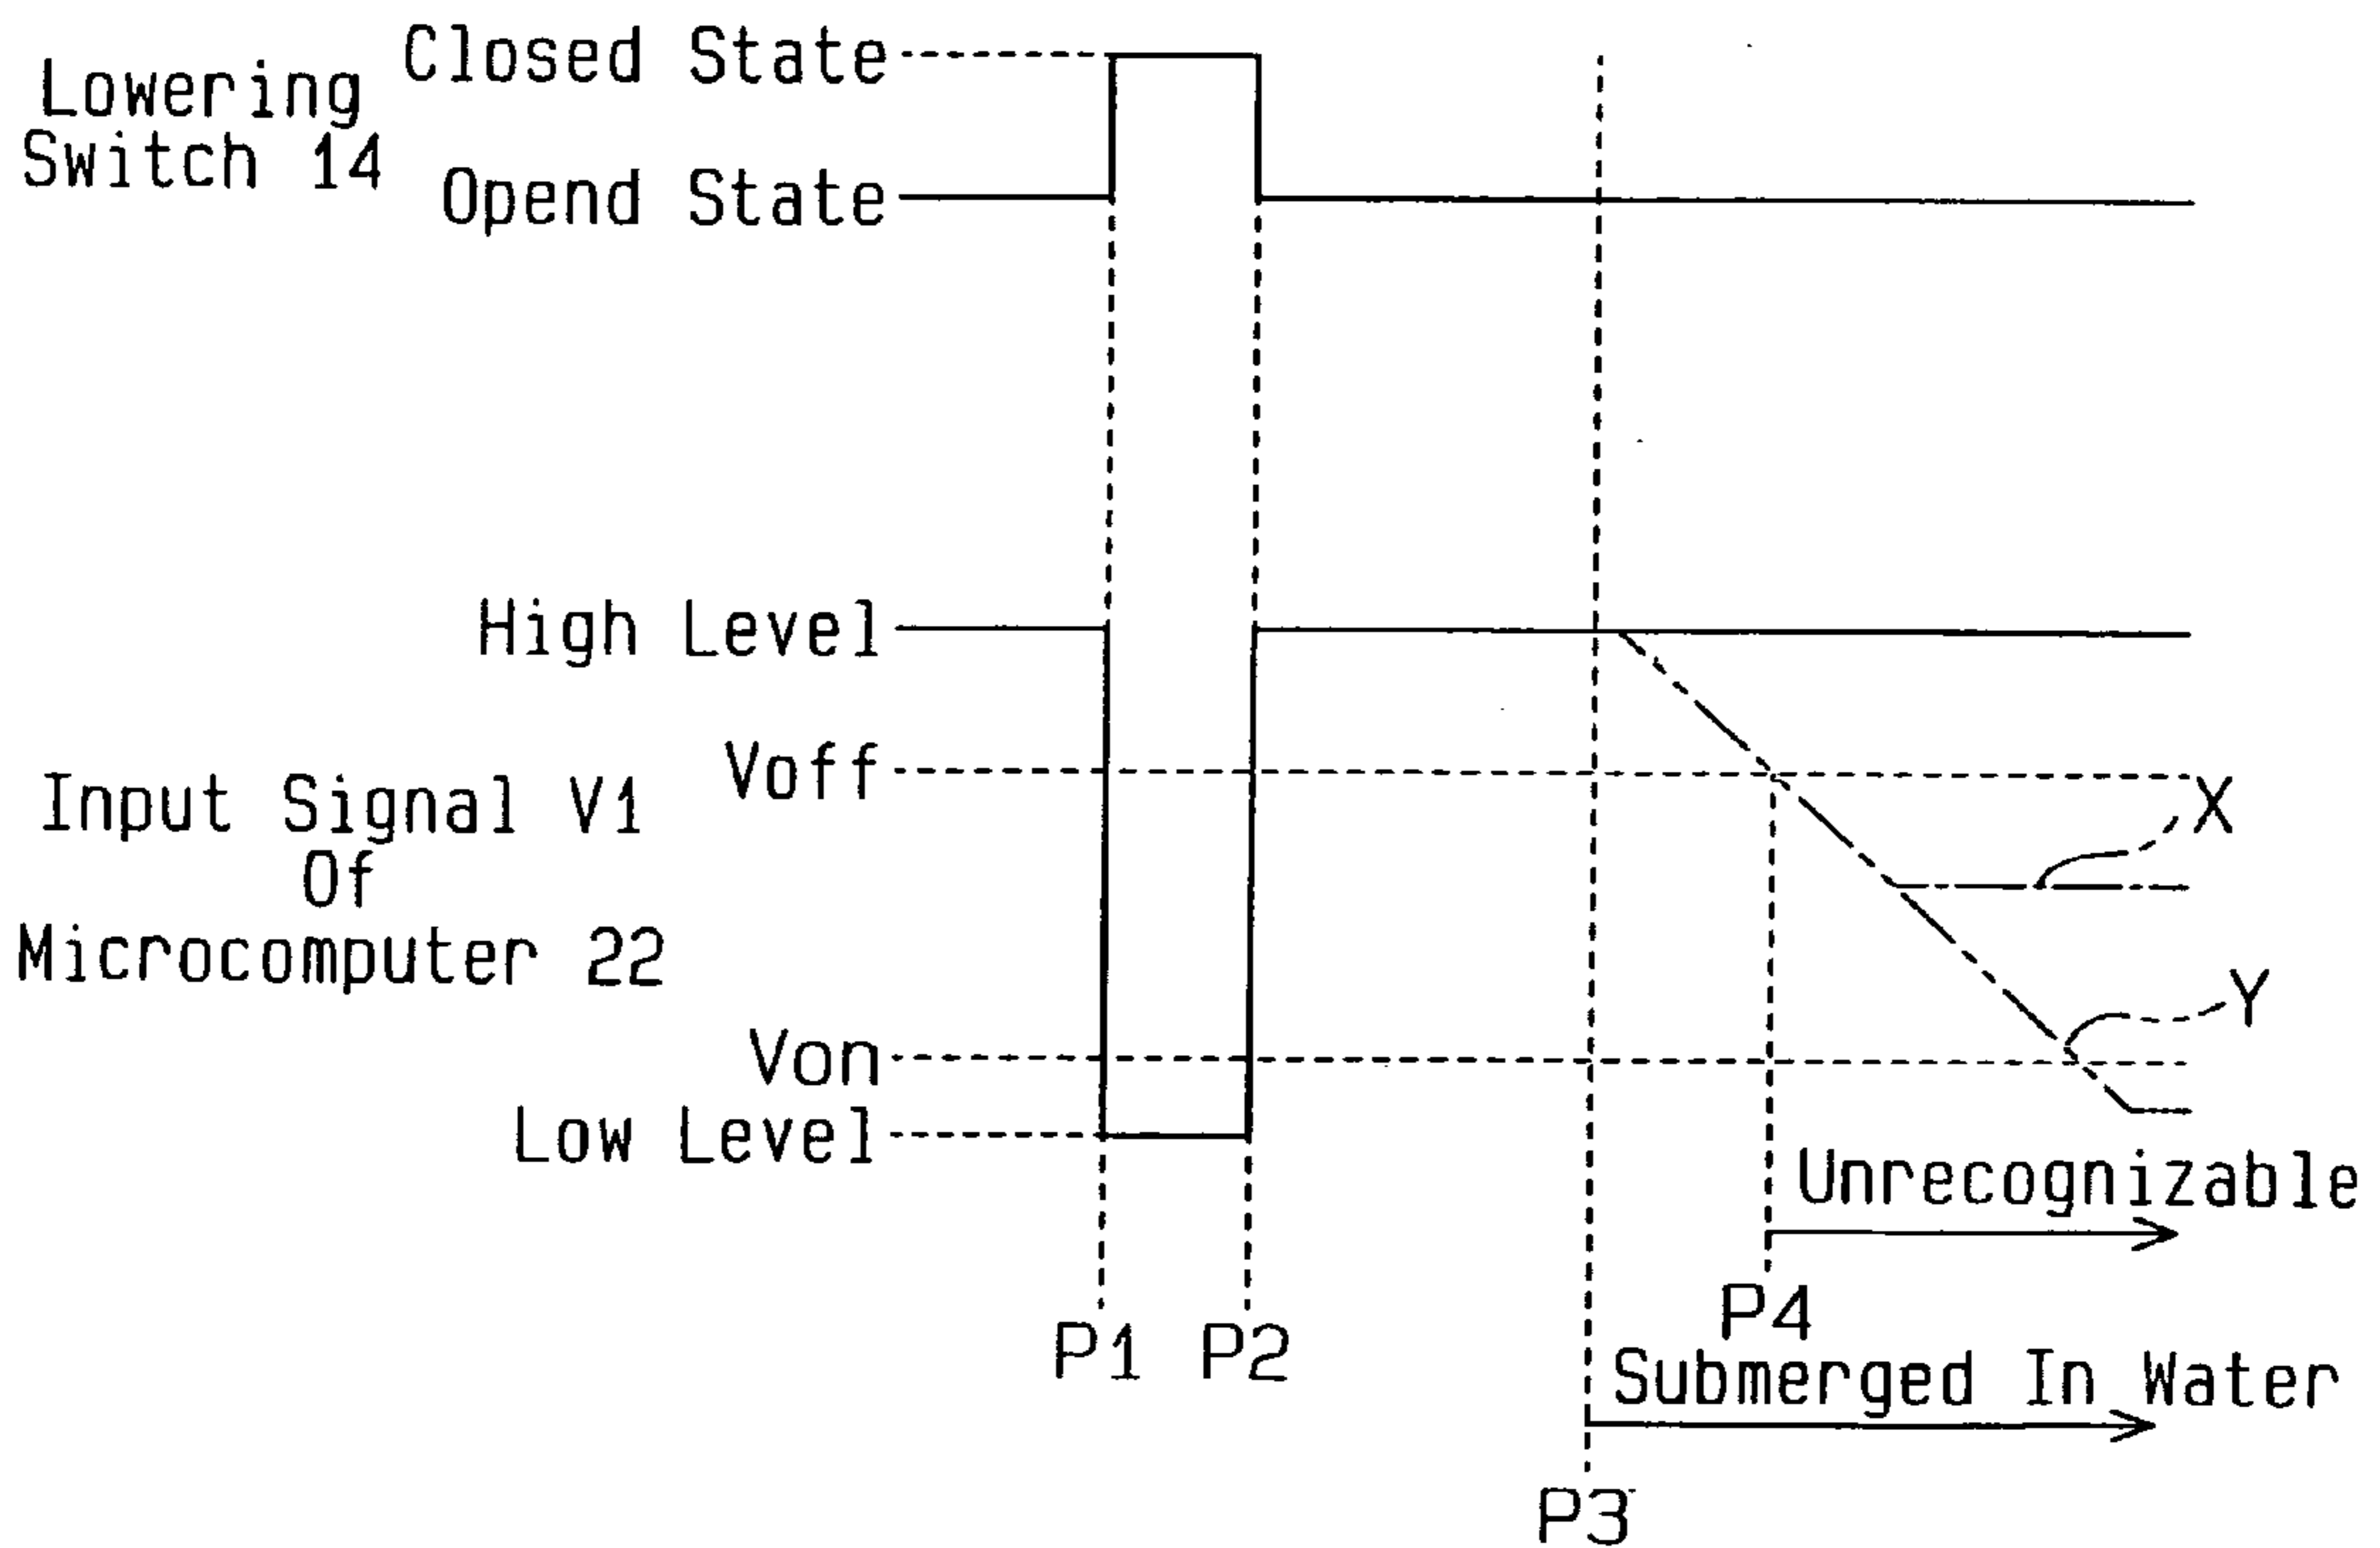 Closed State
Lowering
Switch 14
Opend State
High Level
Voff
Input Signal V1
Of
Microcomputer 22
X
Y
Von
Low Level
Unrecognizable
P4
P1 P2
Submerged In Water
P3